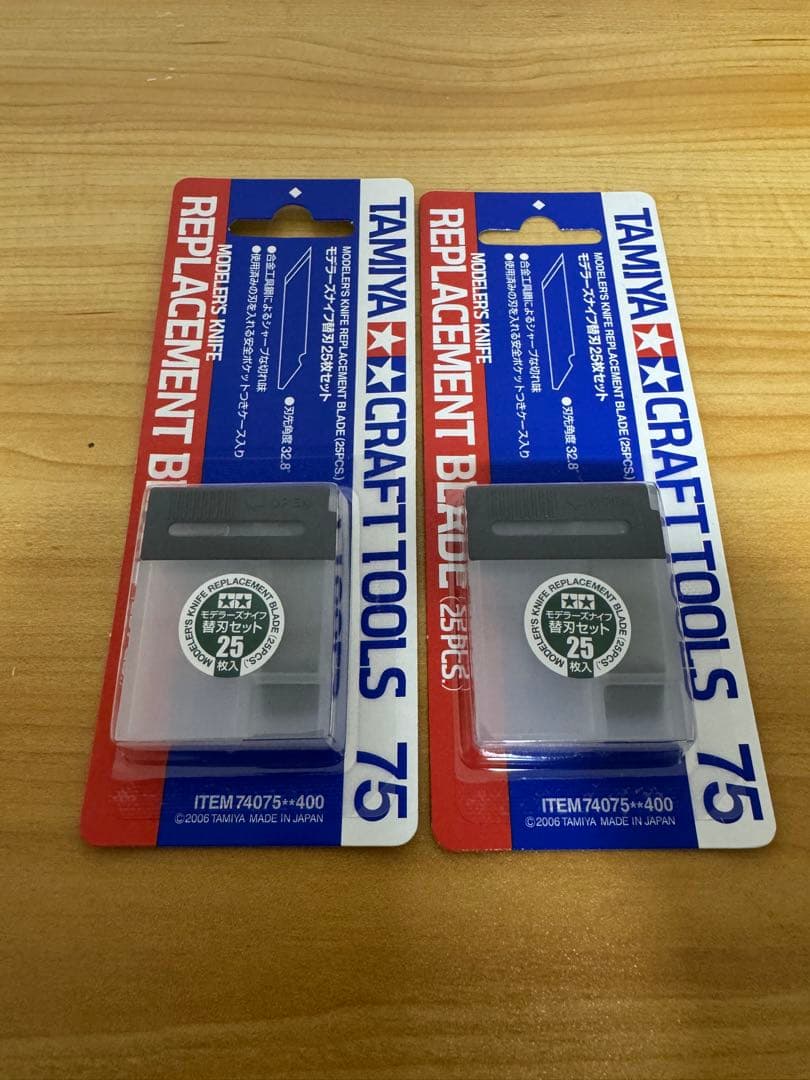 TAMIYA CRAFT TOOLS 75
MODELER'S KNIFE REPLACEMENT BLADE (25PCS.)
モデラーズナイフ替刃25枚セット
●刃先角度 32.8°
●合金工具鋼によるシャープな切れ味
●使用済みの刃を入れる安全ポケットつきケース入り
MODELER'S KNIFE
REPLACEMENT BL
OPEN
MODELER'S KNIFE REPLACEMENT BLADE (25PCS.)
モデラーズナイフ
替刃セット
25
枚入
ITEM 74075**400
©2006 TAMIYA MADE IN JAPAN
TAMIYA CRAFT TOOLS 75
MODELER'S KNIFE REPLACEMENT BLADE (25PCS.)
モデラーズナイフ替刃25枚セット
●刃先角度 32.8°
●合金工具鋼によるシャープな切れ味
●使用済みの刃を入れる安全ポケットつきケース入り
MODELER'S KNIFE
REPLACEMENT BLADE (25PCS.)
MODELER'S KNIFE REPLACEMENT BLADE (25PCS.)
モデラーズナイフ
替刃セット
25
枚入
ITEM 74075**400
©2006 TAMIYA MADE IN JAPAN